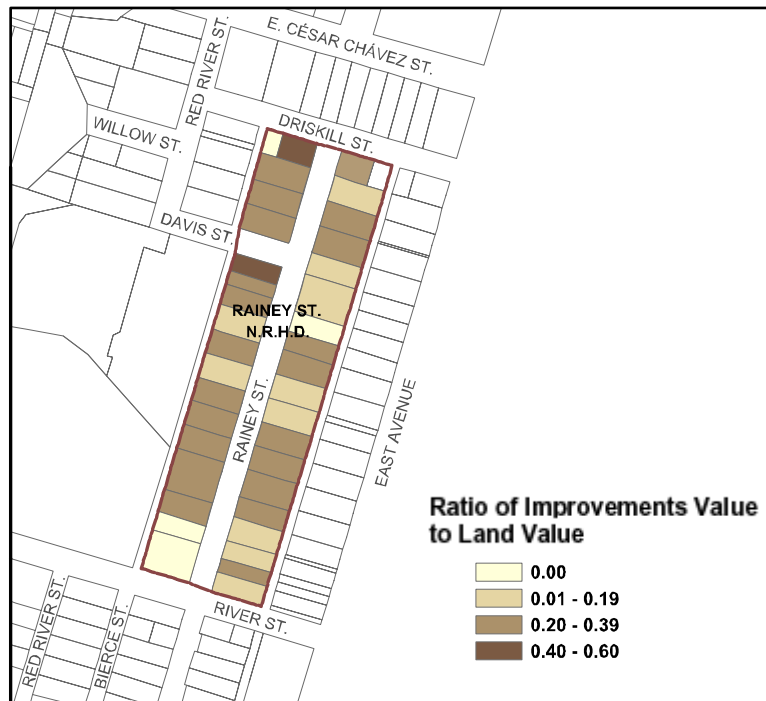 E. CÉSAR CHÁVEZ ST.
RED RIVER ST.
DRISKILL ST.
WILLOW ST.
DAVIS ST.
RAINEY ST.
N.R.H.D.
RAINEY ST.
EAST AVENUE
Ratio of Improvements Value
to Land Value
0.00
0.01 - 0.19
0.20 - 0.39
0.40 - 0.60
RIVER ST.
RED RIVER ST.
BIERCE ST.